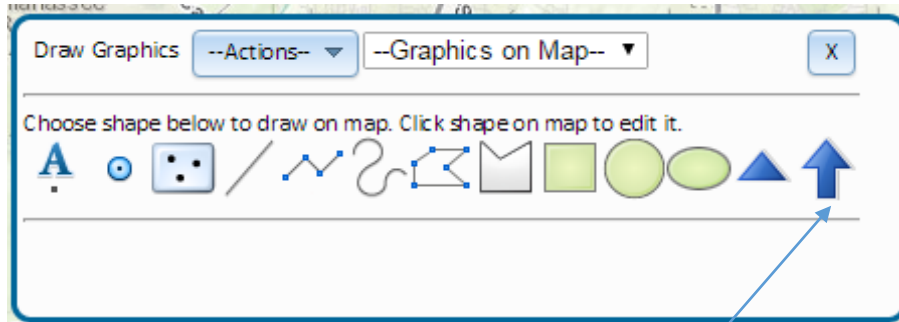 Draw Graphics --Actions-- --Graphics on Map-- X
Choose shape below to draw on map. Click shape on map to edit it.
A